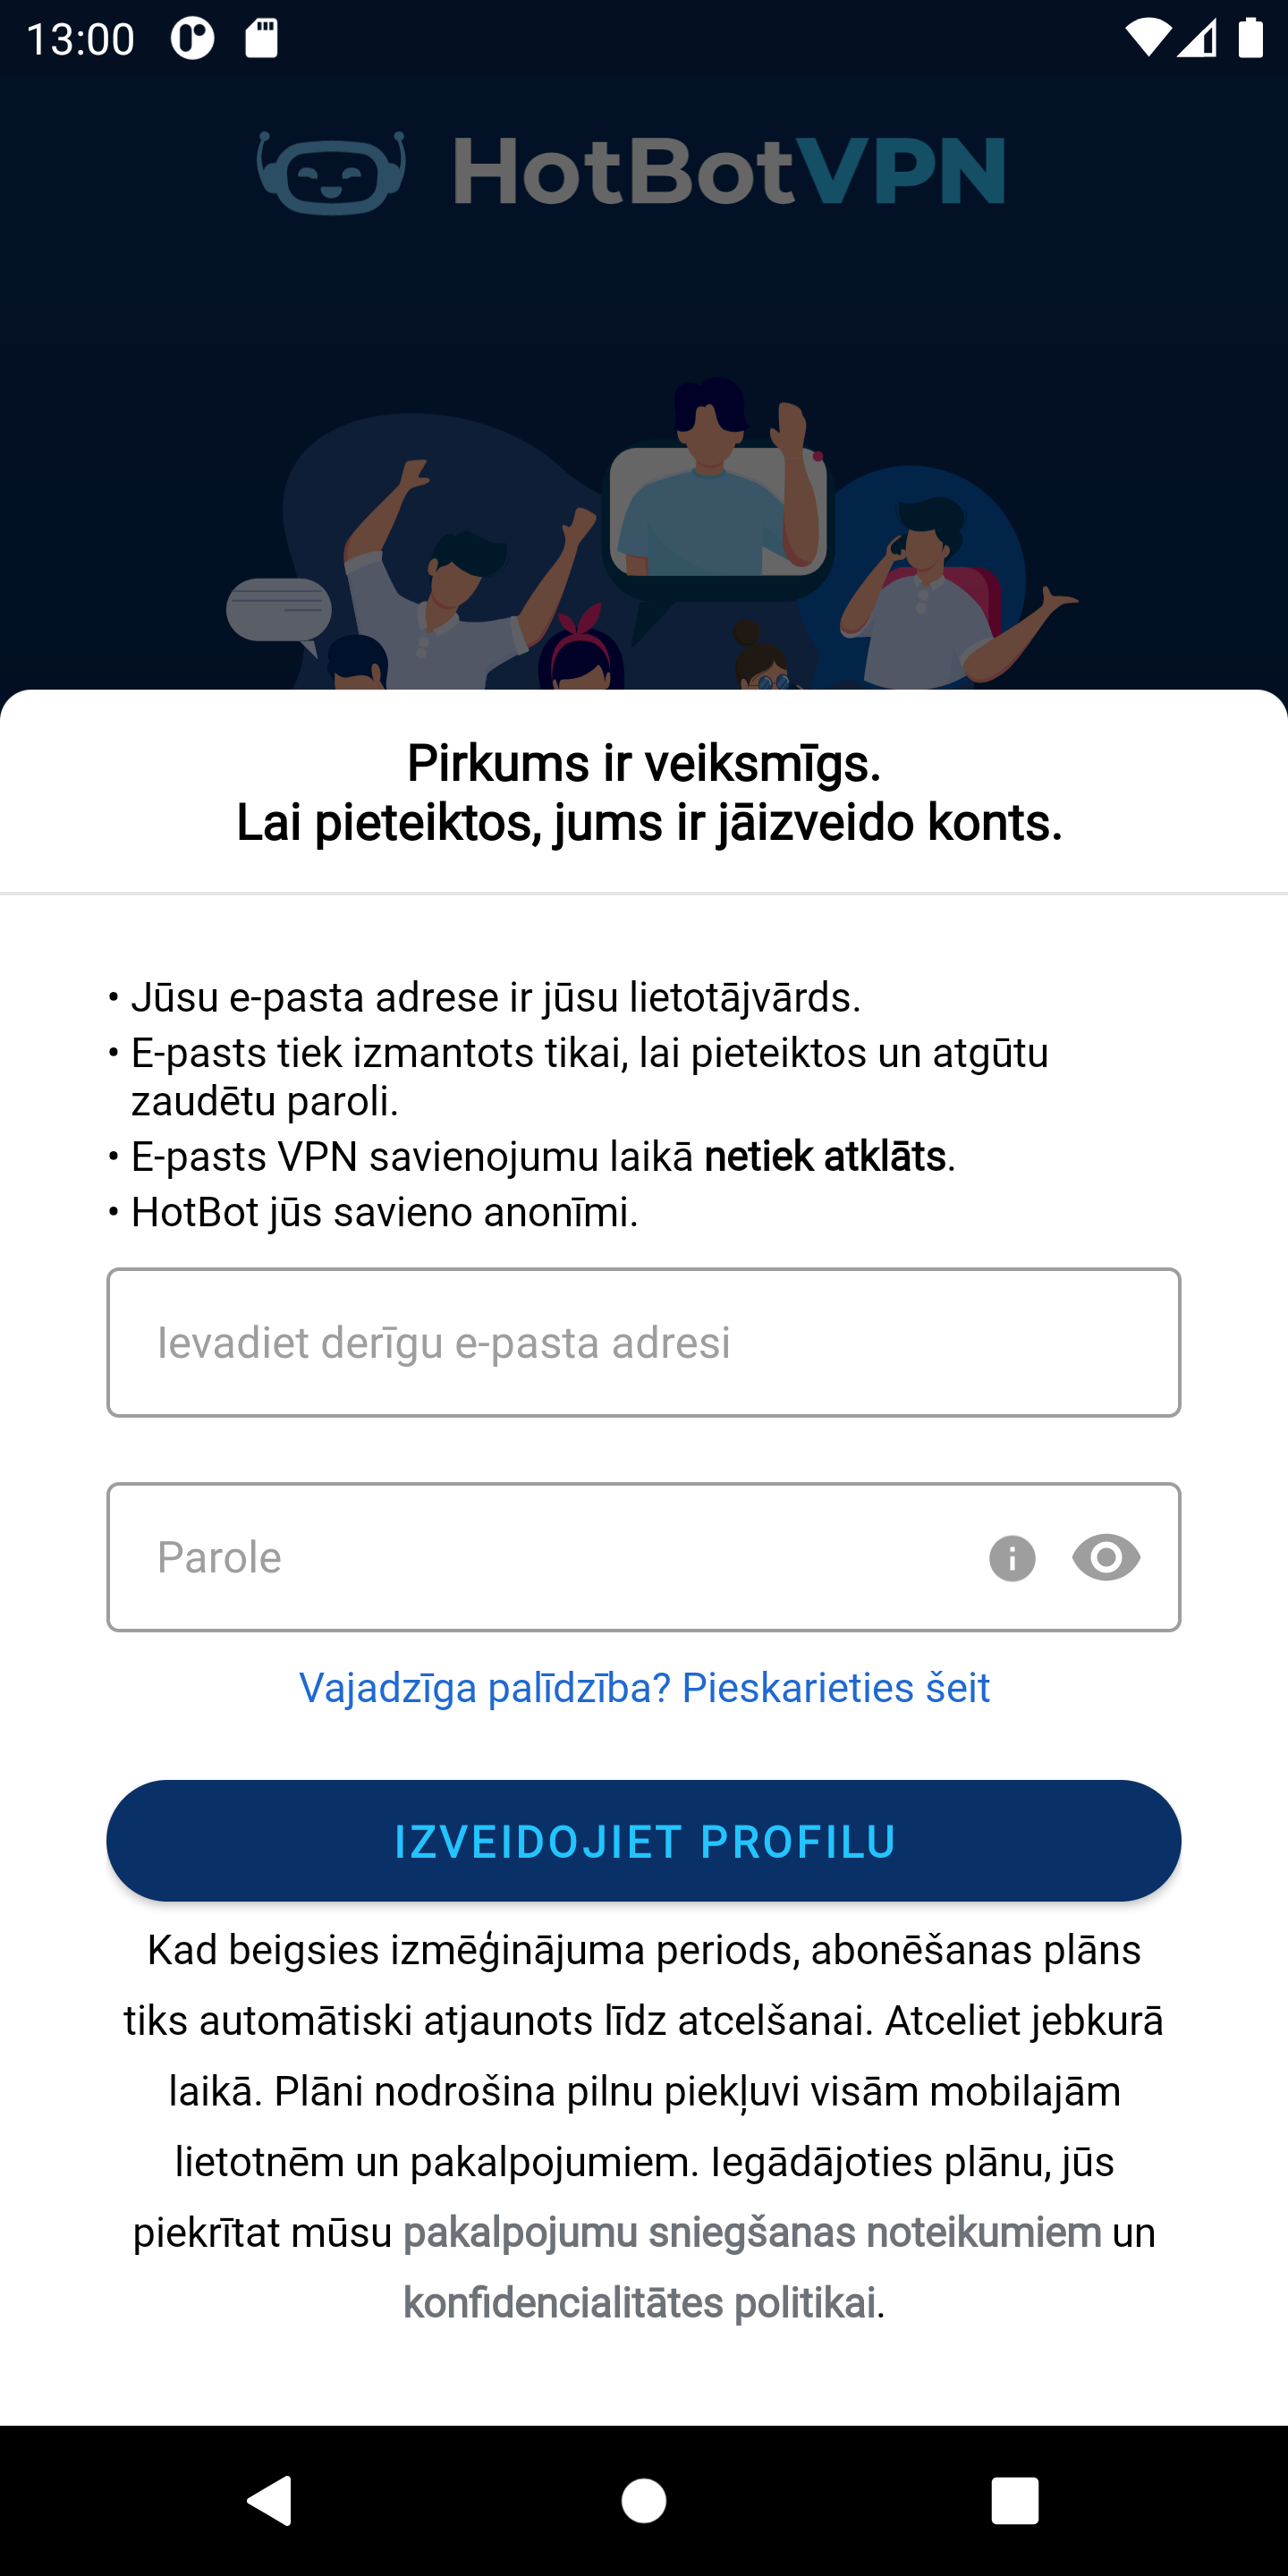 13:00
HotBotVPN
Pirkums ir veiksmīgs.
Lai pieteiktos, jums ir jāizveido konts.
• Jūsu e-pasta adrese ir jūsu lietotājvārds.
• E-pasts tiek izmantots tikai, lai pieteiktos un atgūtu
zaudētu paroli.
• E-pasts VPN savienojumu laikā netiek atklāts.
• HotBot jūs savieno anonīmi.
Ievadiet derīgu e-pasta adresi
Parole
Vajadzīga palīdzība? Pieskarieties šeit
IZVEIDOJIET PROFILU
Kad beigsies izmēģinājuma periods, abonēšanas plāns
tiks automātiski atjaunots līdz atcelšanai. Atceliet jebkurā
laikā. Plāni nodrošina pilnu piekļuvi visām mobilajām
lietotnēm un pakalpojumiem. Iegādājoties plānu, jūs
piekrītat mūsu pakalpojumu sniegšanas noteikumiem un
konfidencialitātes politikai.